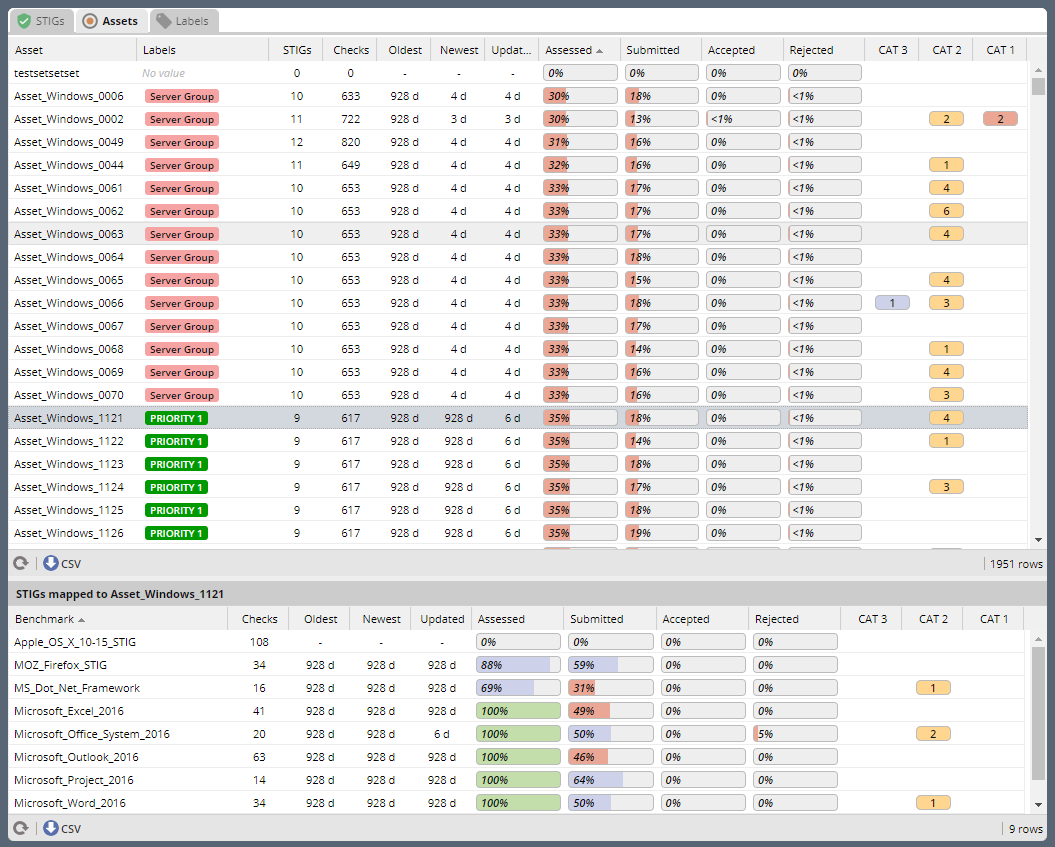 STIGs Assets Labels
Asset Labels STIGs Checks Oldest Newest Updat... Assessed Submitted Accepted Rejected CAT 3 CAT 2 CAT 1
testsetsetset No value 0 0 - - - 0% 0% 0% 0%
Asset_Windows_0006 Server Group 10 633 928 d 4 d 4 d 30% 18% 0% <1%
Asset_Windows_0002 Server Group 11 722 928 d 3 d 3 d 30% 13% <1% <1% 2 2
Asset_Windows_0049 Server Group 12 820 928 d 4 d 4 d 31% 16% 0% <1%
Asset_Windows_0044 Server Group 11 649 928 d 4 d 4 d 32% 16% 0% <1% 1
Asset_Windows_0061 Server Group 10 653 928 d 4 d 4 d 33% 17% 0% <1% 4
Asset_Windows_0062 Server Group 10 653 928 d 4 d 4 d 33% 17% 0% <1% 6
Asset_Windows_0063 Server Group 10 653 928 d 4 d 4 d 33% 17% 0% <1% 4
Asset_Windows_0064 Server Group 10 653 928 d 4 d 4 d 33% 18% 0% <1%
Asset_Windows_0065 Server Group 10 653 928 d 4 d 4 d 33% 15% 0% <1% 4
Asset_Windows_0066 Server Group 10 653 928 d 4 d 4 d 33% 18% 0% <1% 1 3
Asset_Windows_0067 Server Group 10 653 928 d 4 d 4 d 33% 17% 0% <1%
Asset_Windows_0068 Server Group 10 653 928 d 4 d 4 d 33% 14% 0% <1% 1
Asset_Windows_0069 Server Group 10 653 928 d 4 d 4 d 33% 16% 0% <1% 4
Asset_Windows_0070 Server Group 10 653 928 d 4 d 4 d 33% 16% 0% <1% 3
Asset_Windows_1121 PRIORITY 1 9 617 928 d 928 d 6 d 35% 18% 0% <1% 4
Asset_Windows_1122 PRIORITY 1 9 617 928 d 928 d 6 d 35% 14% 0% <1% 1
Asset_Windows_1123 PRIORITY 1 9 617 928 d 928 d 6 d 35% 18% 0% <1%
Asset_Windows_1124 PRIORITY 1 9 617 928 d 928 d 6 d 35% 17% 0% <1% 3
Asset_Windows_1125 PRIORITY 1 9 617 928 d 928 d 6 d 35% 18% 0% <1%
Asset_Windows_1126 PRIORITY 1 9 617 928 d 928 d 6 d 35% 19% 0% <1%
CSV 1951 rows
STIGs mapped to Asset_Windows_1121
Benchmark Checks Oldest Newest Updated Assessed Submitted Accepted Rejected CAT 3 CAT 2 CAT 1
Apple_OS_X_10-15_STIG 108 - - - 0% 0% 0% 0%
MOZ_Firefox_STIG 34 928 d 928 d 928 d 88% 59% 0% 0%
MS_Dot_Net_Framework 16 928 d 928 d 928 d 69% 31% 0% 0% 1
Microsoft_Excel_2016 41 928 d 928 d 928 d 100% 49% 0% 0%
Microsoft_Office_System_2016 20 928 d 928 d 6 d 100% 50% 0% 5% 2
Microsoft_Outlook_2016 63 928 d 928 d 928 d 100% 46% 0% 0%
Microsoft_Project_2016 14 928 d 928 d 928 d 100% 64% 0% 0%
Microsoft_Word_2016 34 928 d 928 d 928 d 100% 50% 0% 0% 1
CSV 9 rows